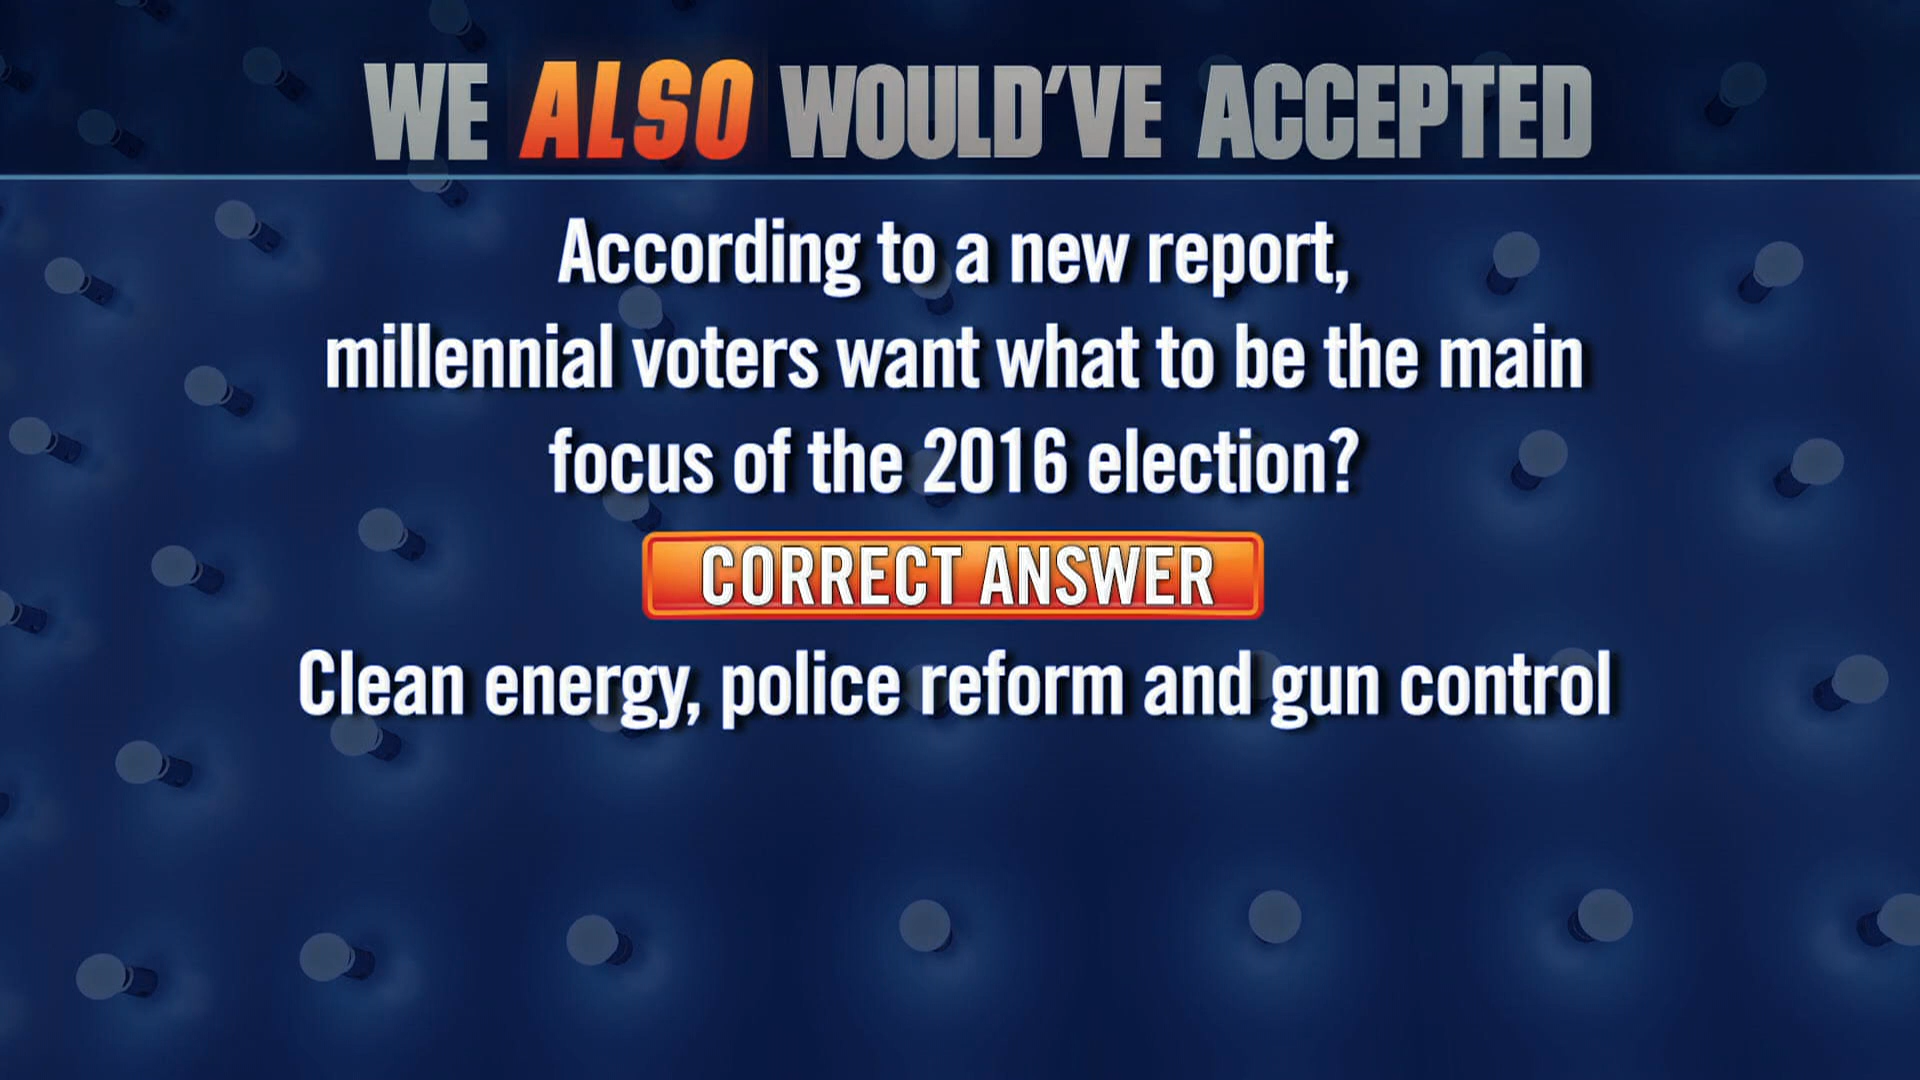 WE ALSO WOULD'VE ACCEPTED
According to a new report,
millennial voters want what to be the main
focus of the 2016 election?
CORRECT ANSWER
Clean energy, police reform and gun control